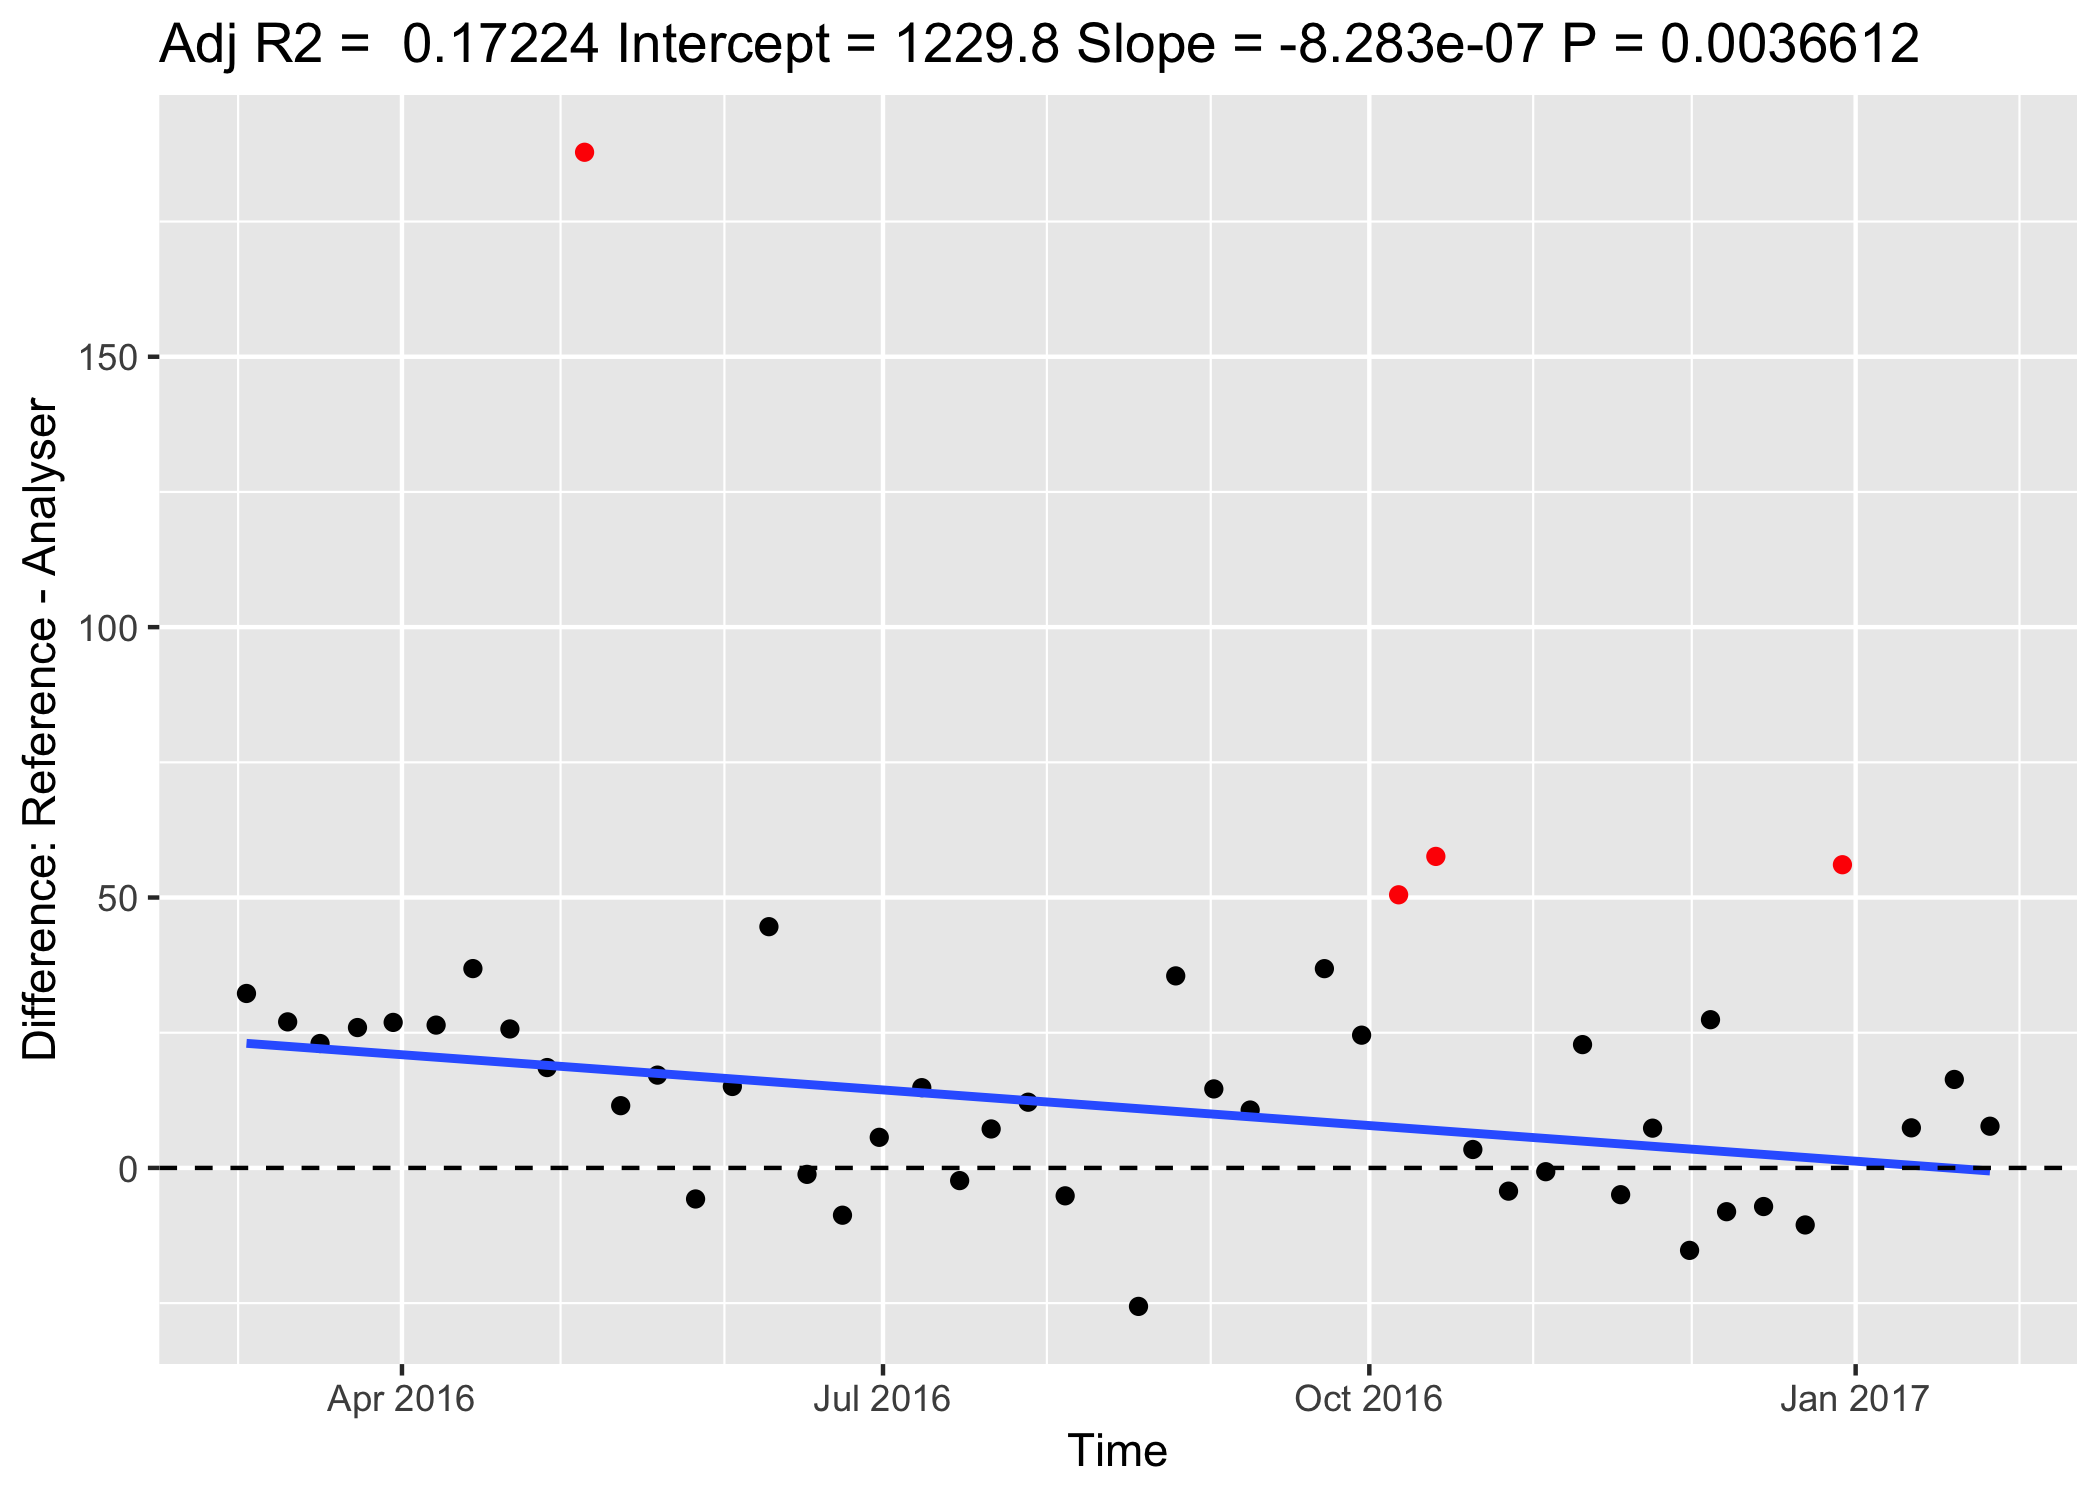 Adj R2 =  0.17224 Intercept = 1229.8 Slope = -8.283e-07 P = 0.0036612
Difference: Reference - Analyser
150
100
50
0
Apr 2016
Jul 2016
Oct 2016
Jan 2017
Time